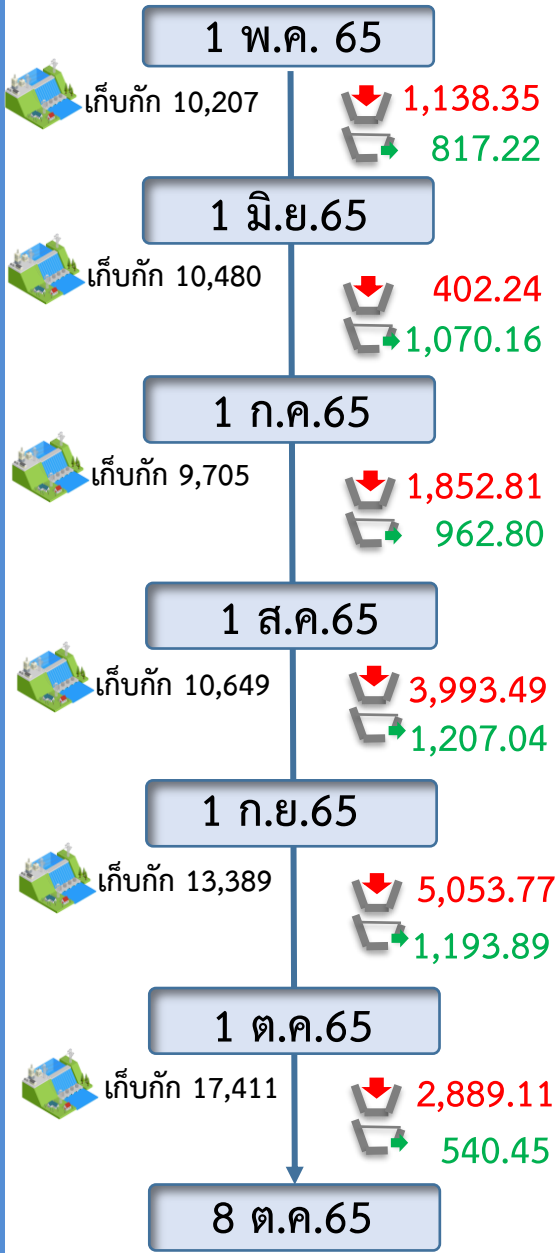 1 พ.ค. 65
เก็บกัก 10,207
1,138.35
817.22
1 มิ.ย.65
เก็บกัก 10,480
402.24
1,070.16
1 ก.ค.65
เก็บกัก 9,705
1,852.81
962.80
1 ส.ค.65
เก็บกัก 10,649
3,993.49
1,207.04
1 ก.ย.65
เก็บกัก 13,389
5,053.77
1,193.89
1 ต.ค.65
เก็บกัก 17,411
2,889.11
540.45
8 ต.ค.65